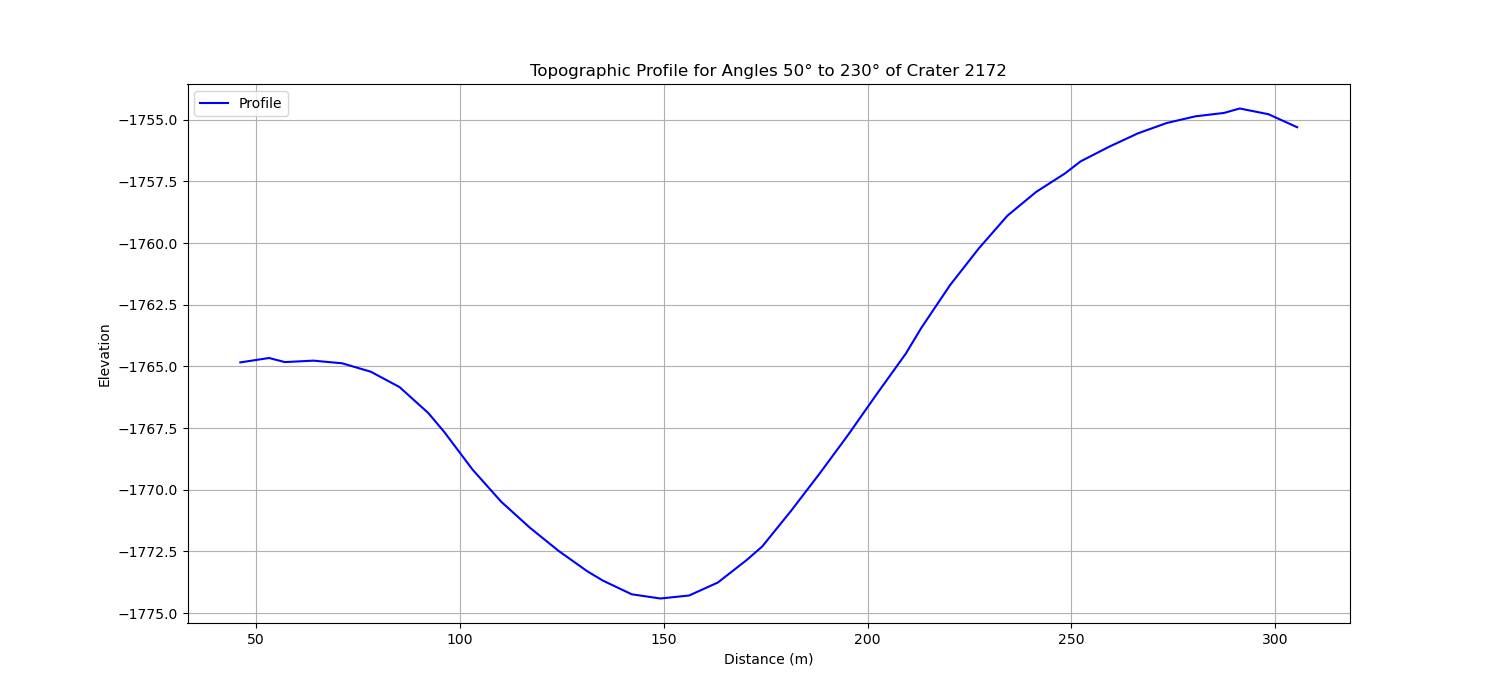 Topographic Profile for Angles 50° to 230° of Crater 2172
Profile
−1755.0
−1757.5
−1760.0
−1762.5
−1765.0
−1767.5
−1770.0
−1772.5
−1775.0
Elevation
50 100 150 200 250 300
Distance (m)